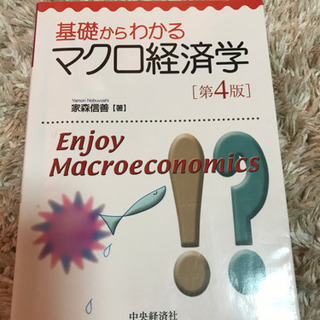 基礎からわかる
マクロ経済学
[第4版]
Yamori Nobuyoshi
家森信善【著】
Enjoy
Macroeconomics
中央経済社